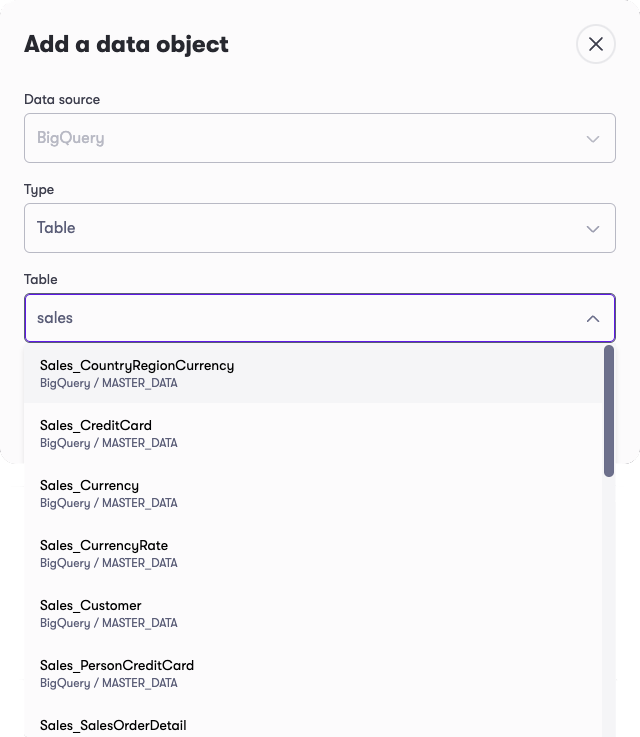 Add a data object
Data source
BigQuery
Type
Table
Table
sales
Sales_CountryRegionCurrency
BigQuery / MASTER_DATA
Sales_CreditCard
BigQuery / MASTER_DATA
Sales_Currency
BigQuery / MASTER_DATA
Sales_CurrencyRate
BigQuery / MASTER_DATA
Sales_Customer
BigQuery / MASTER_DATA
Sales_PersonCreditCard
BigQuery / MASTER_DATA
Sales_SalesOrderDetail